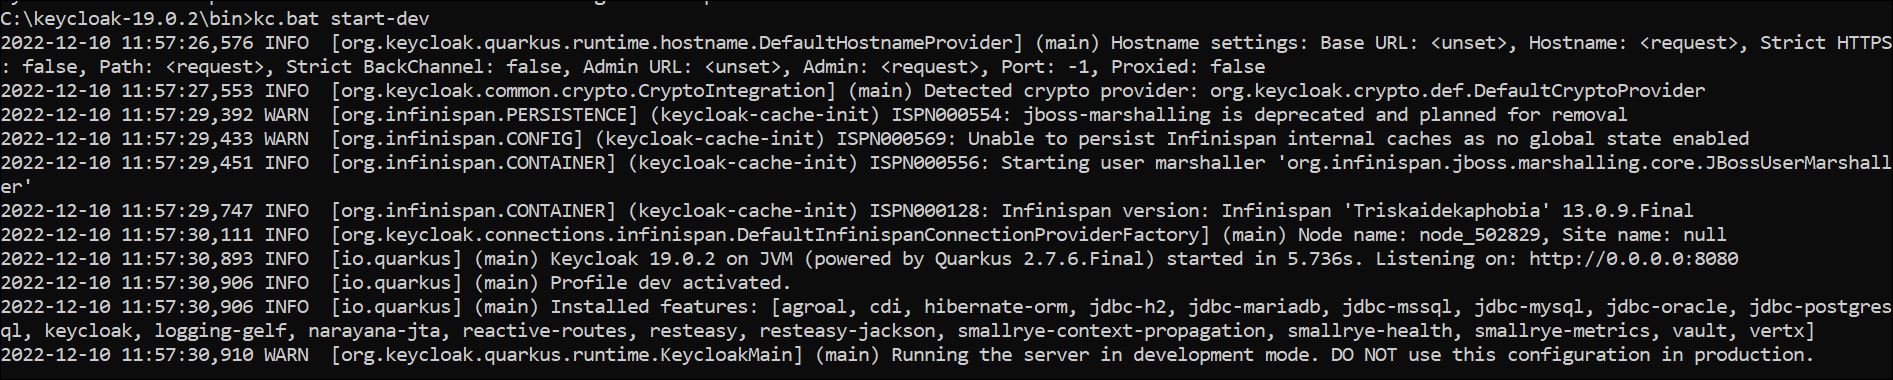 C:\keycloak-19.0.2\bin>kc.bat start-dev
2022-12-10 11:57:26,576 INFO  [org.keycloak.quarkus.runtime.hostname.DefaultHostnameProvider] (main) Hostname settings: Base URL: <unset>, Hostname: <request>, Strict HTTPS
: false, Path: <request>, Strict BackChannel: false, Admin URL: <unset>, Admin: <request>, Port: -1, Proxied: false
2022-12-10 11:57:27,553 INFO  [org.keycloak.common.crypto.CryptoIntegration] (main) Detected crypto provider: org.keycloak.crypto.def.DefaultCryptoProvider
2022-12-10 11:57:29,392 WARN  [org.infinispan.PERSISTENCE] (keycloak-cache-init) ISPN000554: jboss-marshalling is deprecated and planned for removal
2022-12-10 11:57:29,433 WARN  [org.infinispan.CONFIG] (keycloak-cache-init) ISPN000569: Unable to persist Infinispan internal caches as no global state enabled
2022-12-10 11:57:29,451 INFO  [org.infinispan.CONTAINER] (keycloak-cache-init) ISPN000556: Starting user marshaller 'org.infinispan.jboss.marshalling.core.JBossUserMarshall
er'
2022-12-10 11:57:29,747 INFO  [org.infinispan.CONTAINER] (keycloak-cache-init) ISPN000128: Infinispan version: Infinispan 'Triskaidekaphobia' 13.0.9.Final
2022-12-10 11:57:30,111 INFO  [org.keycloak.connections.infinispan.DefaultInfinispanConnectionProviderFactory] (main) Node name: node_502829, Site name: null
2022-12-10 11:57:30,893 INFO  [io.quarkus] (main) Keycloak 19.0.2 on JVM (powered by Quarkus 2.7.6.Final) started in 5.736s. Listening on: http://0.0.0.0:8080
2022-12-10 11:57:30,906 INFO  [io.quarkus] (main) Profile dev activated.
2022-12-10 11:57:30,906 INFO  [io.quarkus] (main) Installed features: [agroal, cdi, hibernate-orm, jdbc-h2, jdbc-mariadb, jdbc-mssql, jdbc-mysql, jdbc-oracle, jdbc-postgres
ql, keycloak, logging-gelf, narayana-jta, reactive-routes, resteasy, resteasy-jackson, smallrye-context-propagation, smallrye-health, smallrye-metrics, vault, vertx]
2022-12-10 11:57:30,910 WARN  [org.keycloak.quarkus.runtime.KeycloakMain] (main) Running the server in development mode. DO NOT use this configuration in production.